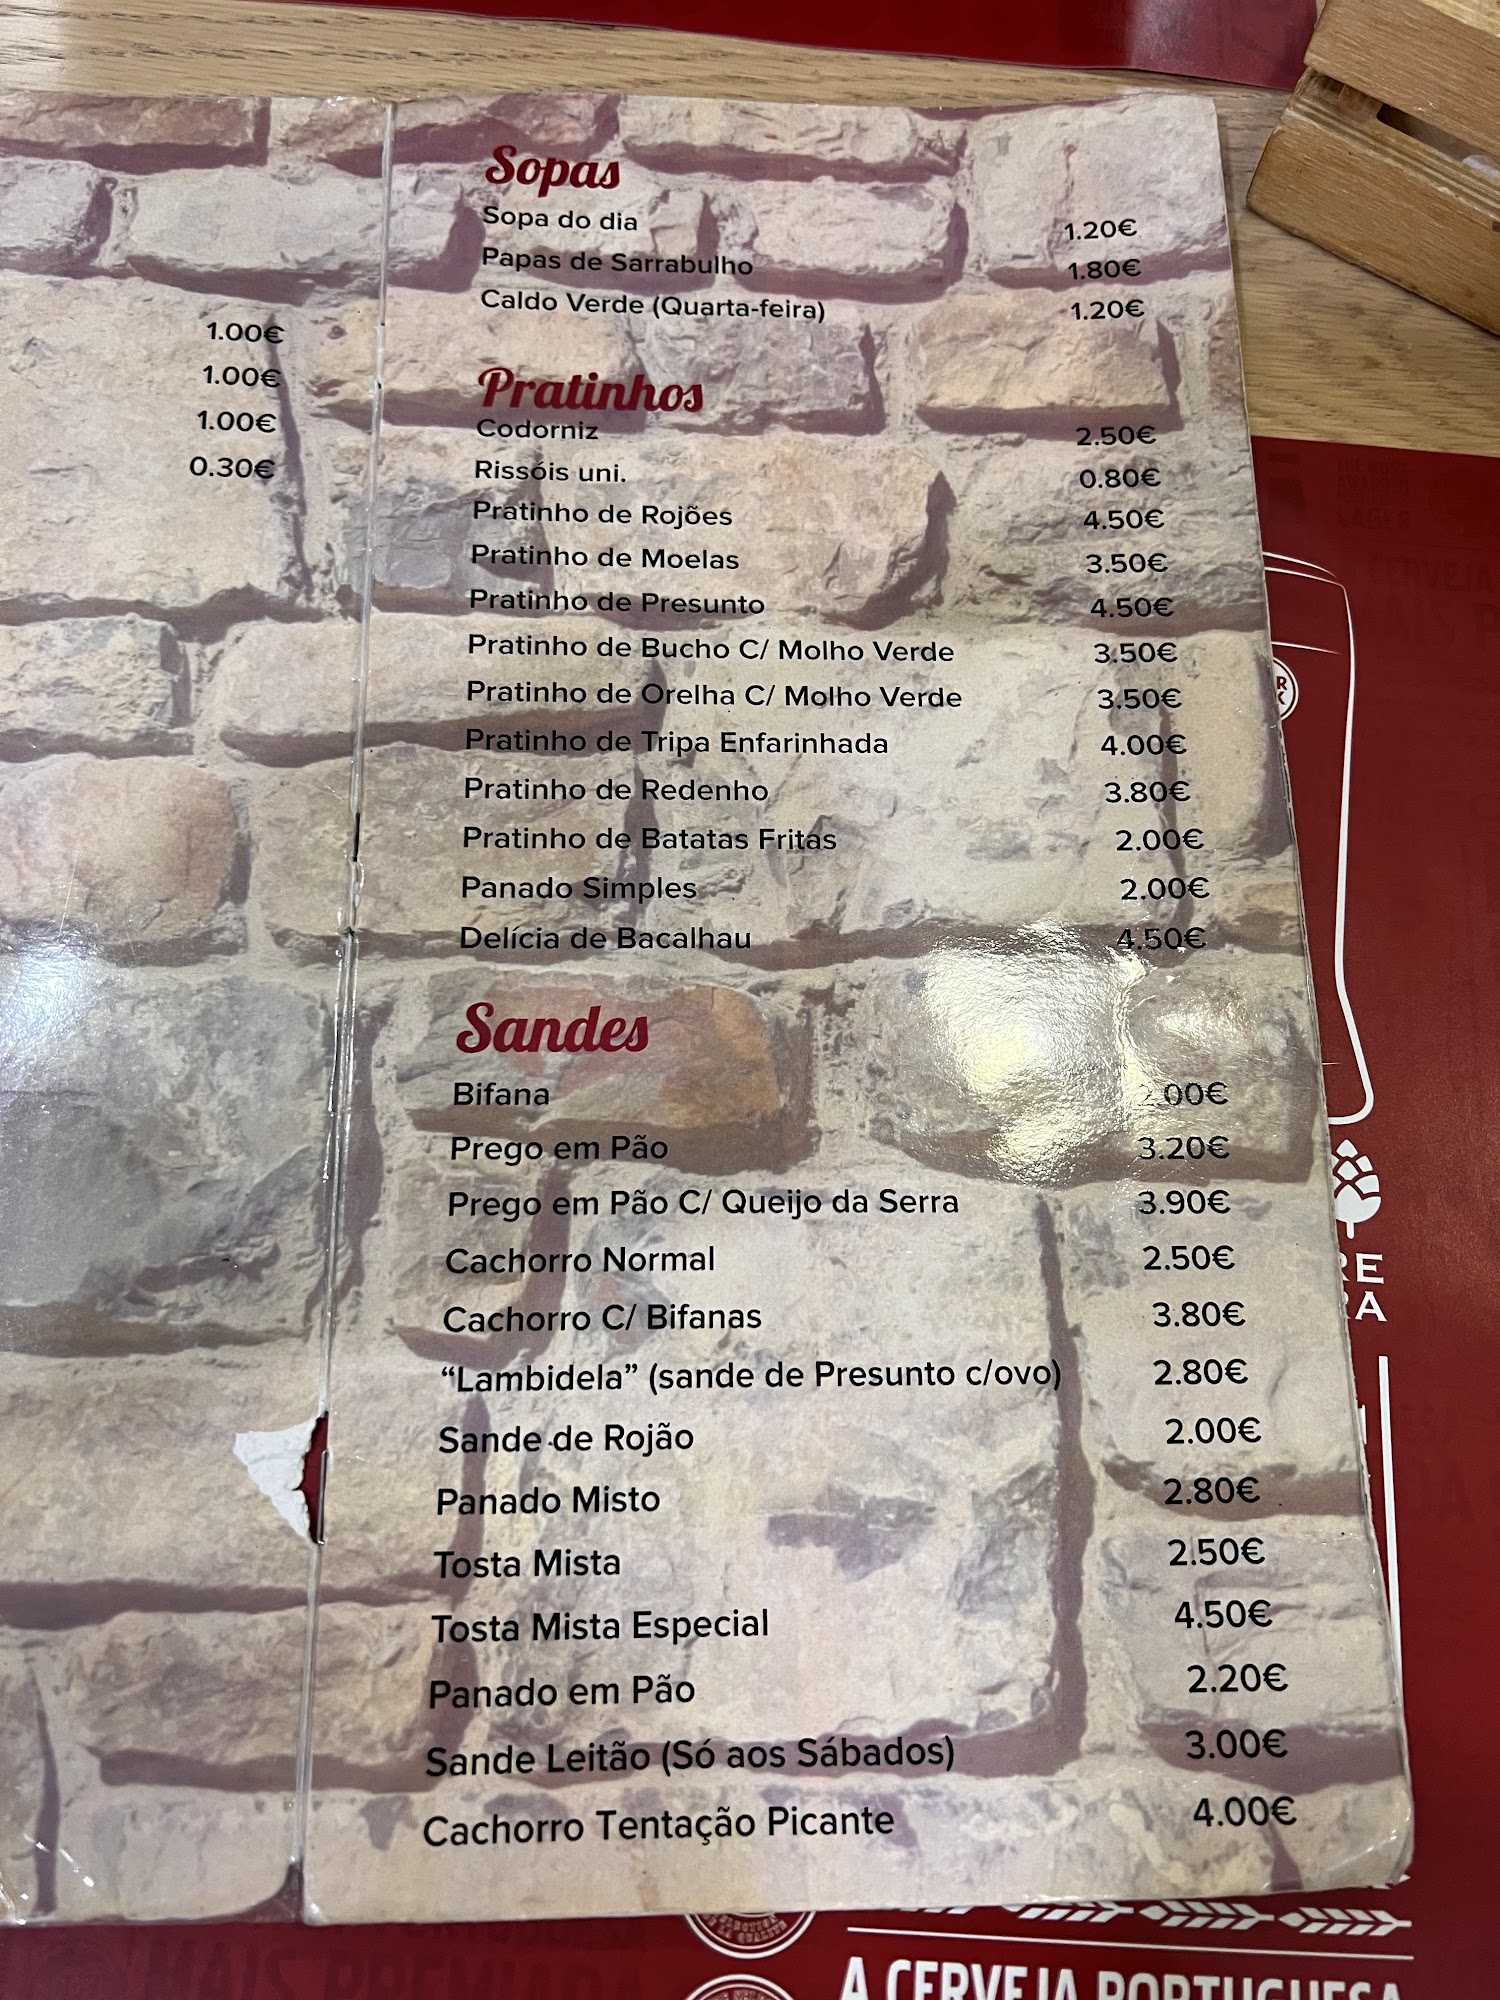 1.00€
1.00€
1.00€
0.30€
Sopas
Sopa do dia 1.20€
Papas de Sarrabulho 1.80€
Caldo Verde (Quarta-feira) 1.20€
Pratinhos
Codorniz 2.50€
Rissóis uni. 0.80€
Pratinho de Rojões 4.50€
Pratinho de Moelas 3.50€
Pratinho de Presunto 4.50€
Pratinho de Bucho C/ Molho Verde 3.50€
Pratinho de Orelha C/ Molho Verde 3.50€
Pratinho de Tripa Enfarinhada 4.00€
Pratinho de Redenho 3.80€
Pratinho de Batatas Fritas 2.00€
Panado Simples 2.00€
Delícia de Bacalhau 4.50€
Sandes
Bifana 2.00€
Prego em Pão 3.20€
Prego em Pão C/ Queijo da Serra 3.90€
Cachorro Normal 2.50€
Cachorro C/ Bifanas 3.80€
“Lambidela” (sande de Presunto c/ovo) 2.80€
Sande de Rojão 2.00€
Panado Misto 2.80€
Tosta Mista 2.50€
Tosta Mista Especial 4.50€
Panado em Pão 2.20€
Sande Leitão (Só aos Sábados) 3.00€
Cachorro Tentação Picante 4.00€
RE
RA
A CERVEJA PORTUGUESA